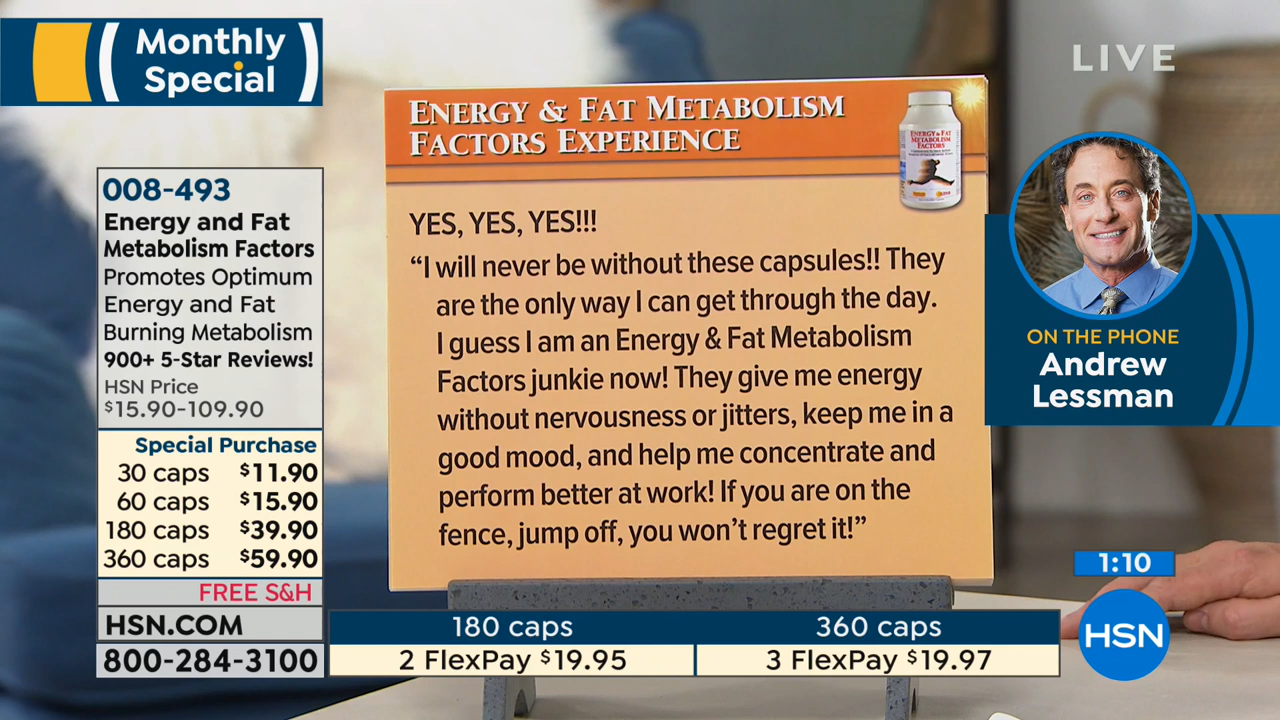 ( Monthly
Special )
LIVE
008-493
Energy and Fat
Metabolism Factors
Promotes Optimum
Energy and Fat
Burning Metabolism
900+ 5-Star Reviews!
HSN Price
$15.90-109.90
Special Purchase
30 caps $11.90
60 caps $15.90
180 caps $39.90
360 caps $59.90
FREE S&H
HSN.COM
800-284-3100
ENERGY & FAT METABOLISM
FACTORS EXPERIENCE
ENERGY & FAT
METABOLISM
FACTORS
YES, YES, YES!!!
“I will never be without these capsules!! They
are the only way I can get through the day.
I guess I am an Energy & Fat Metabolism
Factors junkie now! They give me energy
without nervousness or jitters, keep me in a
good mood, and help me concentrate and
perform better at work! If you are on the
fence, jump off, you won’t regret it!”
ON THE PHONE
Andrew
Lessman
1:10
HSN
180 caps 360 caps
2 FlexPay $19.95 3 FlexPay $19.97